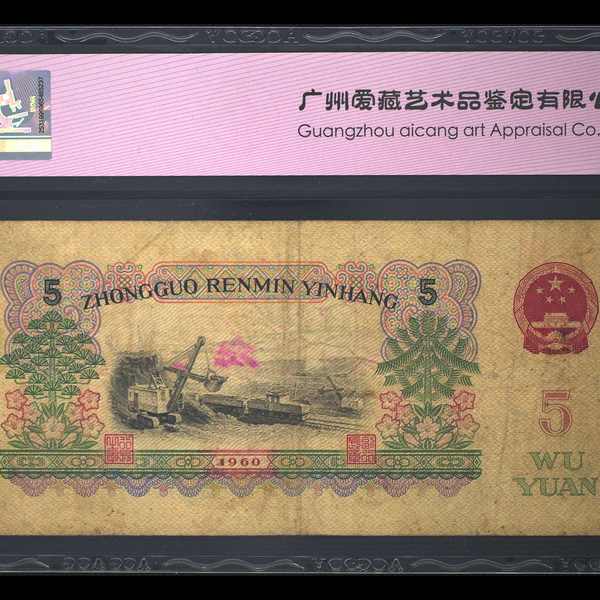 广州爱藏艺术品鉴定有限
Guangzhou aicang art Appraisal Co.
5 ZHONGGUO RENMIN YINHANG 5
5
WU
YUAN
1960